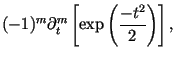 $(-1)^m \partial_t^m \left[ \exp\left( \frac{-t^2}{2} \right) \right],$